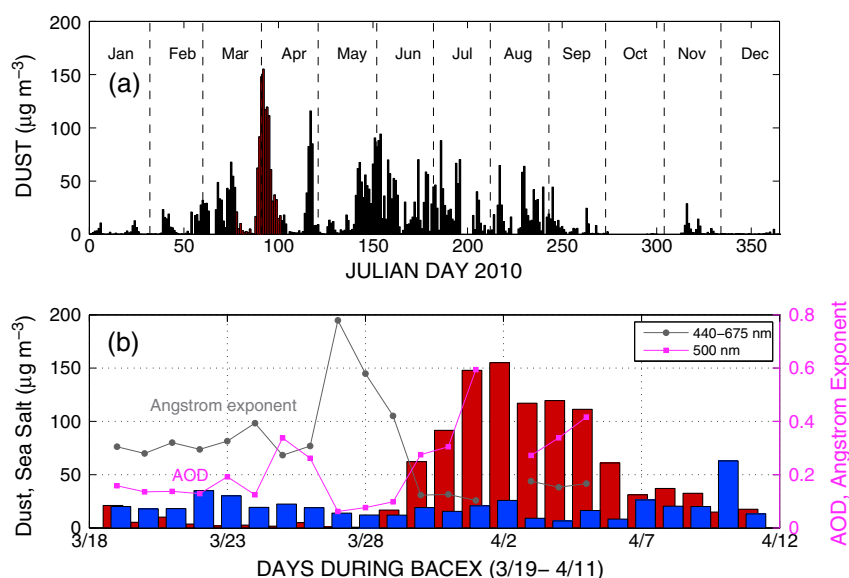 200
150
100
50
0
DUST (μg m⁻³)
Jan Feb Mar Apr May Jun Jul Aug Sep Oct Nov Dec
(a)
0 50 100 150 200 250 300 350
JULIAN DAY 2010
200
150
100
50
0
Dust, Sea Salt (μg m⁻³)
(b)
440−675 nm
500 nm
Angstrom exponent
AOD
0.8
0.6
0.4
0.2
0
AOD, Angstrom Exponent
3/18 3/23 3/28 4/2 4/7 4/12
DAYS DURING BACEX (3/19− 4/11)